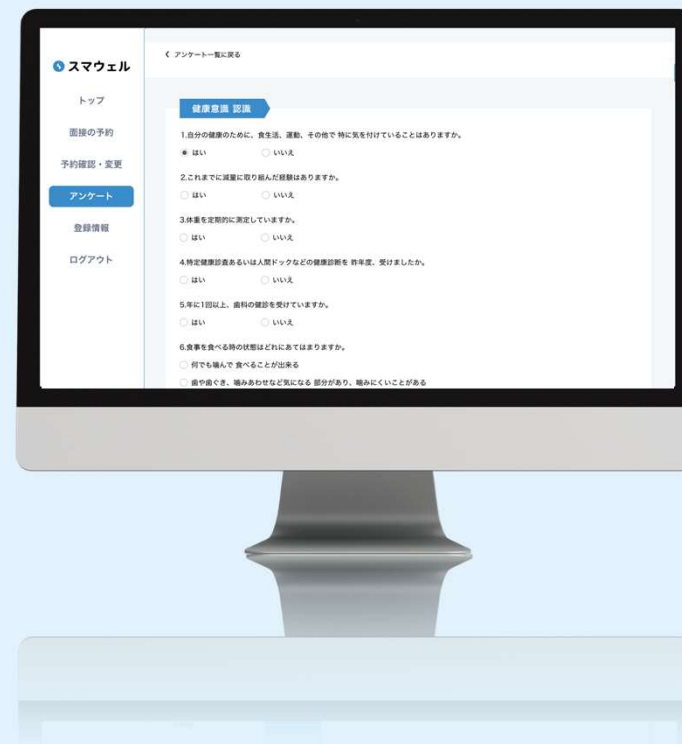 スマウェル
トップ
面接の予約
予約確認・変更
アンケート
登録情報
ログアウト
アンケート一覧に戻る
健康意識 認識
1.自分の健康のために、食生活、運動、その他で 特に気を付けていることはありますか。
はい いいえ
2.これまでに減量に取り組んだ経験はありますか。
はい いいえ
3.体重を定期的に測定していますか。
はい いいえ
4.特定健康診査あるいは人間ドックなどの健康診断を 昨年度、受けましたか。
はい いいえ
5.年に1回以上、歯科の健診を受けていますか。
はい いいえ
6.食事を食べる時の状態はどれにあてはまりますか。
何でも噛んで 食べることが出来る
歯や歯ぐき、噛みあわせなど気になる 部分があり、噛みにくいことがある